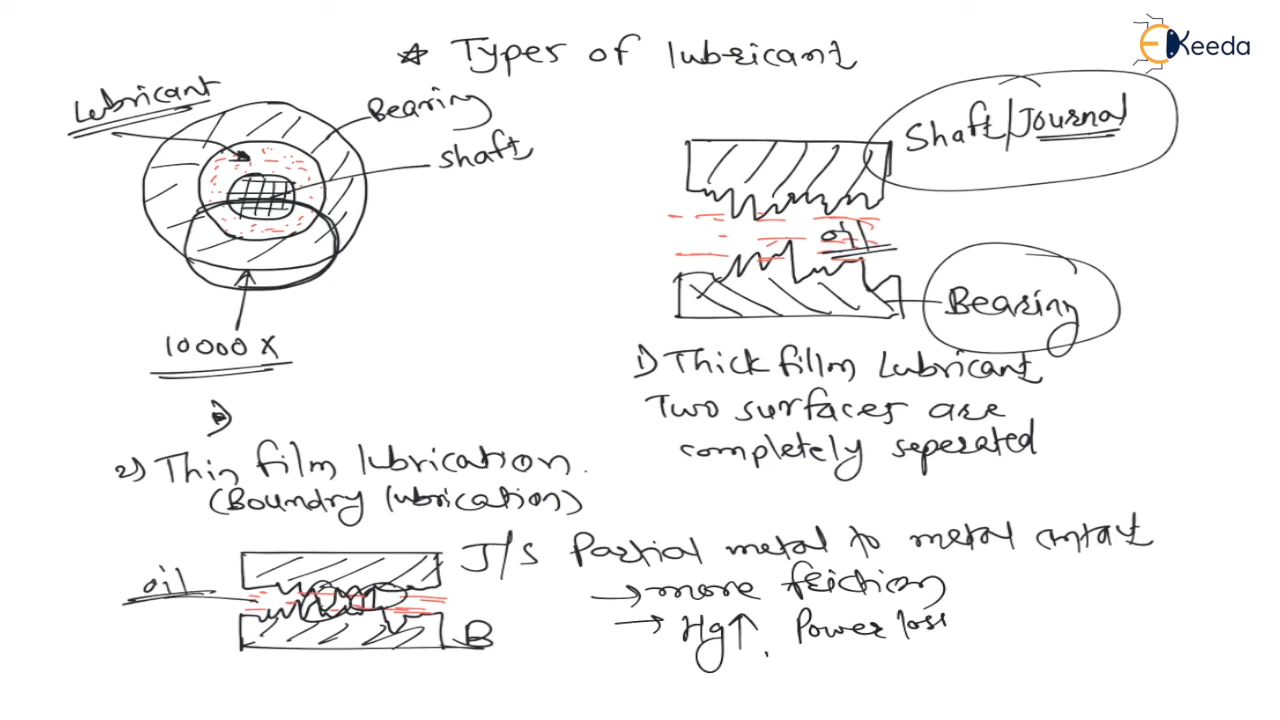 * Types of lubricant
EKeeda
Lubricant
Bearing
shaft
10000 X
Shaft/Journal
oil
Bearing
1) Thick fillm Lubricant
Two surfaces are
completely seperated
2) Thin film lubrication.
(Boundry lubrication)
oil
J/S
B
Partial metal to metal contact
→ more friction
→ Hg↑, Power loss